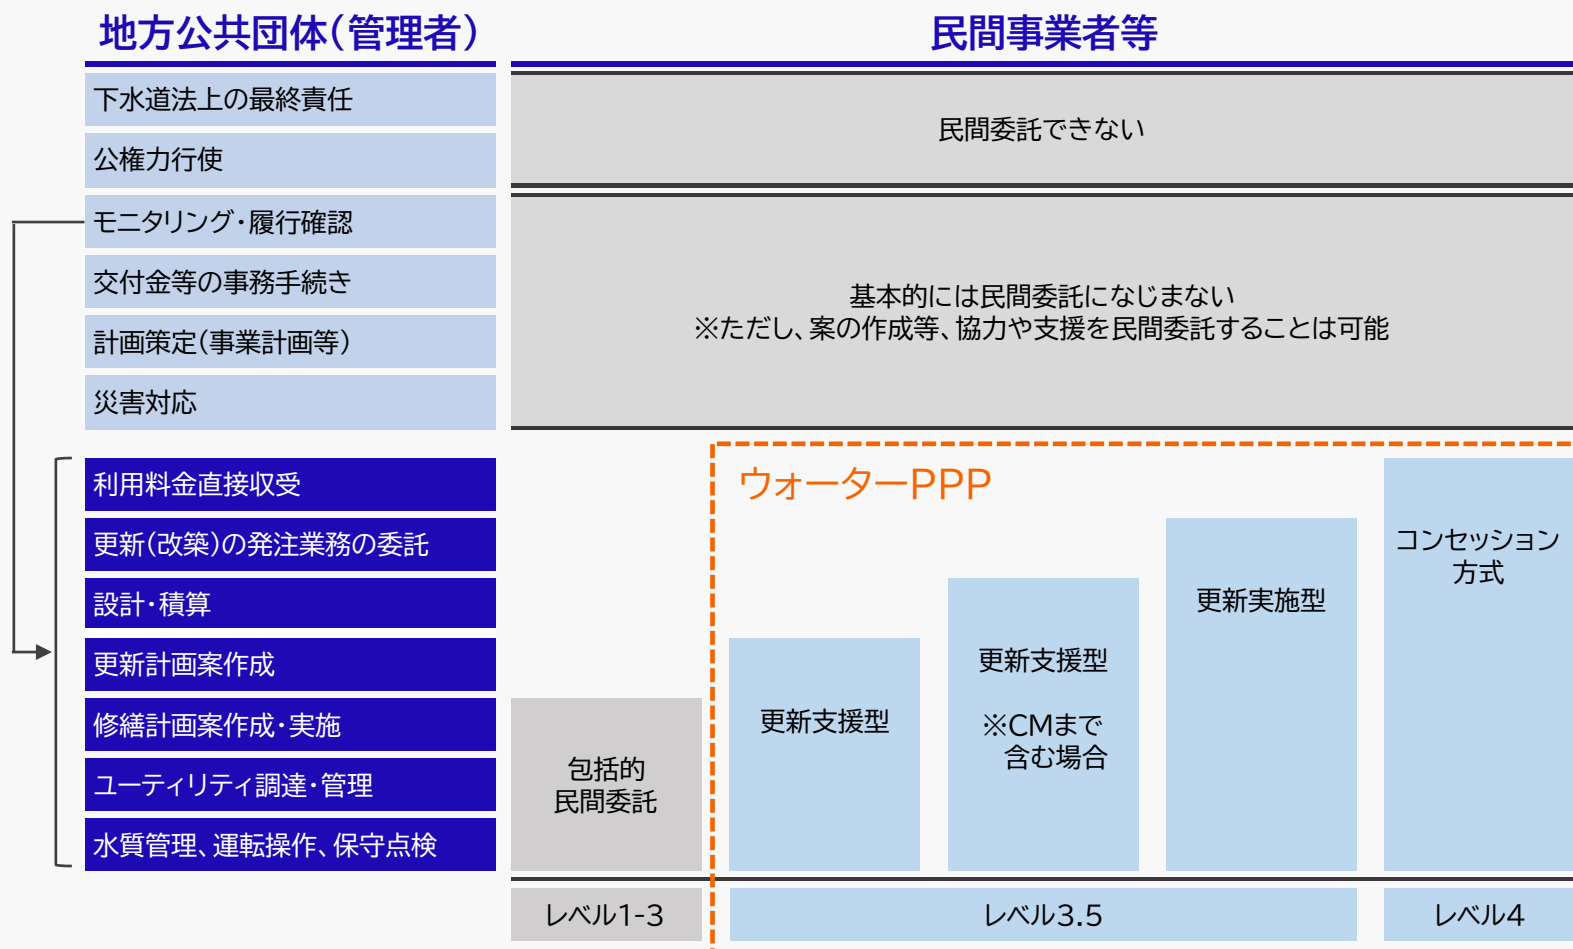 地方公共団体（管理者）
民間事業者等
下水道法上の最終責任
公権力行使
民間委託できない
モニタリング・履行確認
交付金等の事務手続き
計画策定（事業計画等）
災害対応
基本的には民間委託になじまない
※ただし、案の作成等、協力や支援を民間委託することは可能
ウォーターPPP
利用料金直接収受
更新（改築）の発注業務の委託
設計・積算
更新計画案作成
修繕計画案作成・実施
ユーティリティ調達・管理
水質管理、運転操作、保守点検
包括的
民間委託
更新支援型
更新支援型
※CMまで
含む場合
更新実施型
コンセッション
方式
レベル1-3
レベル3.5
レベル4